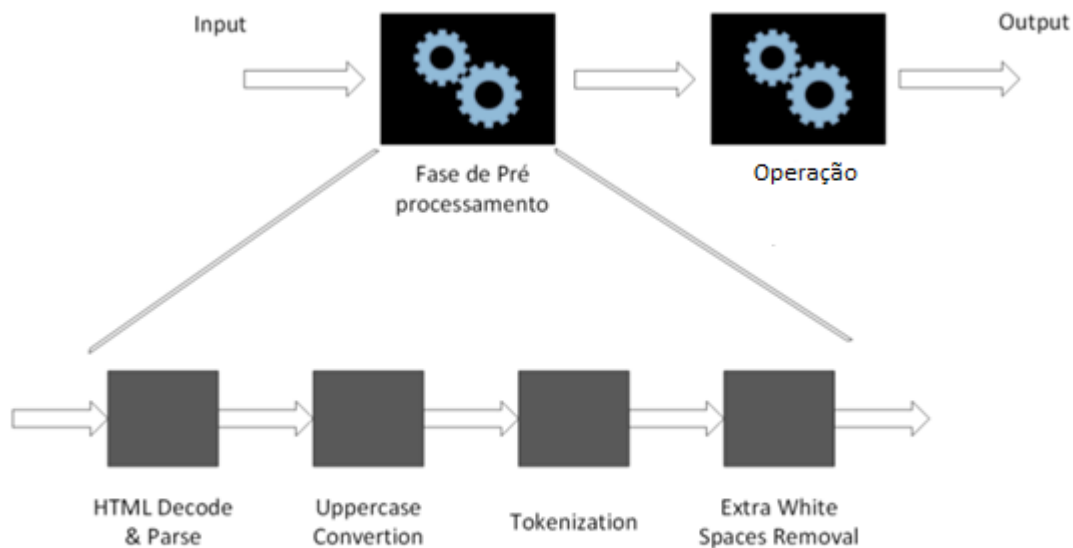 Input
Output
Fase de Pré
processamento
Operação
HTML Decode
& Parse
Uppercase
Convertion
Tokenization
Extra White
Spaces Removal